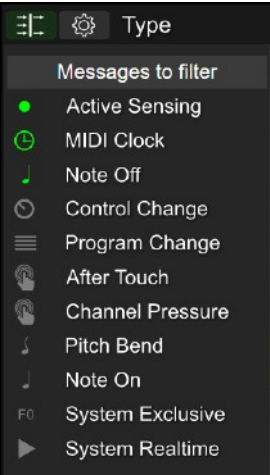 Type
Messages to filter
Active Sensing
MIDI Clock
Note Off
Control Change
Program Change
After Touch
Channel Pressure
Pitch Bend
Note On
F0 System Exclusive
System Realtime